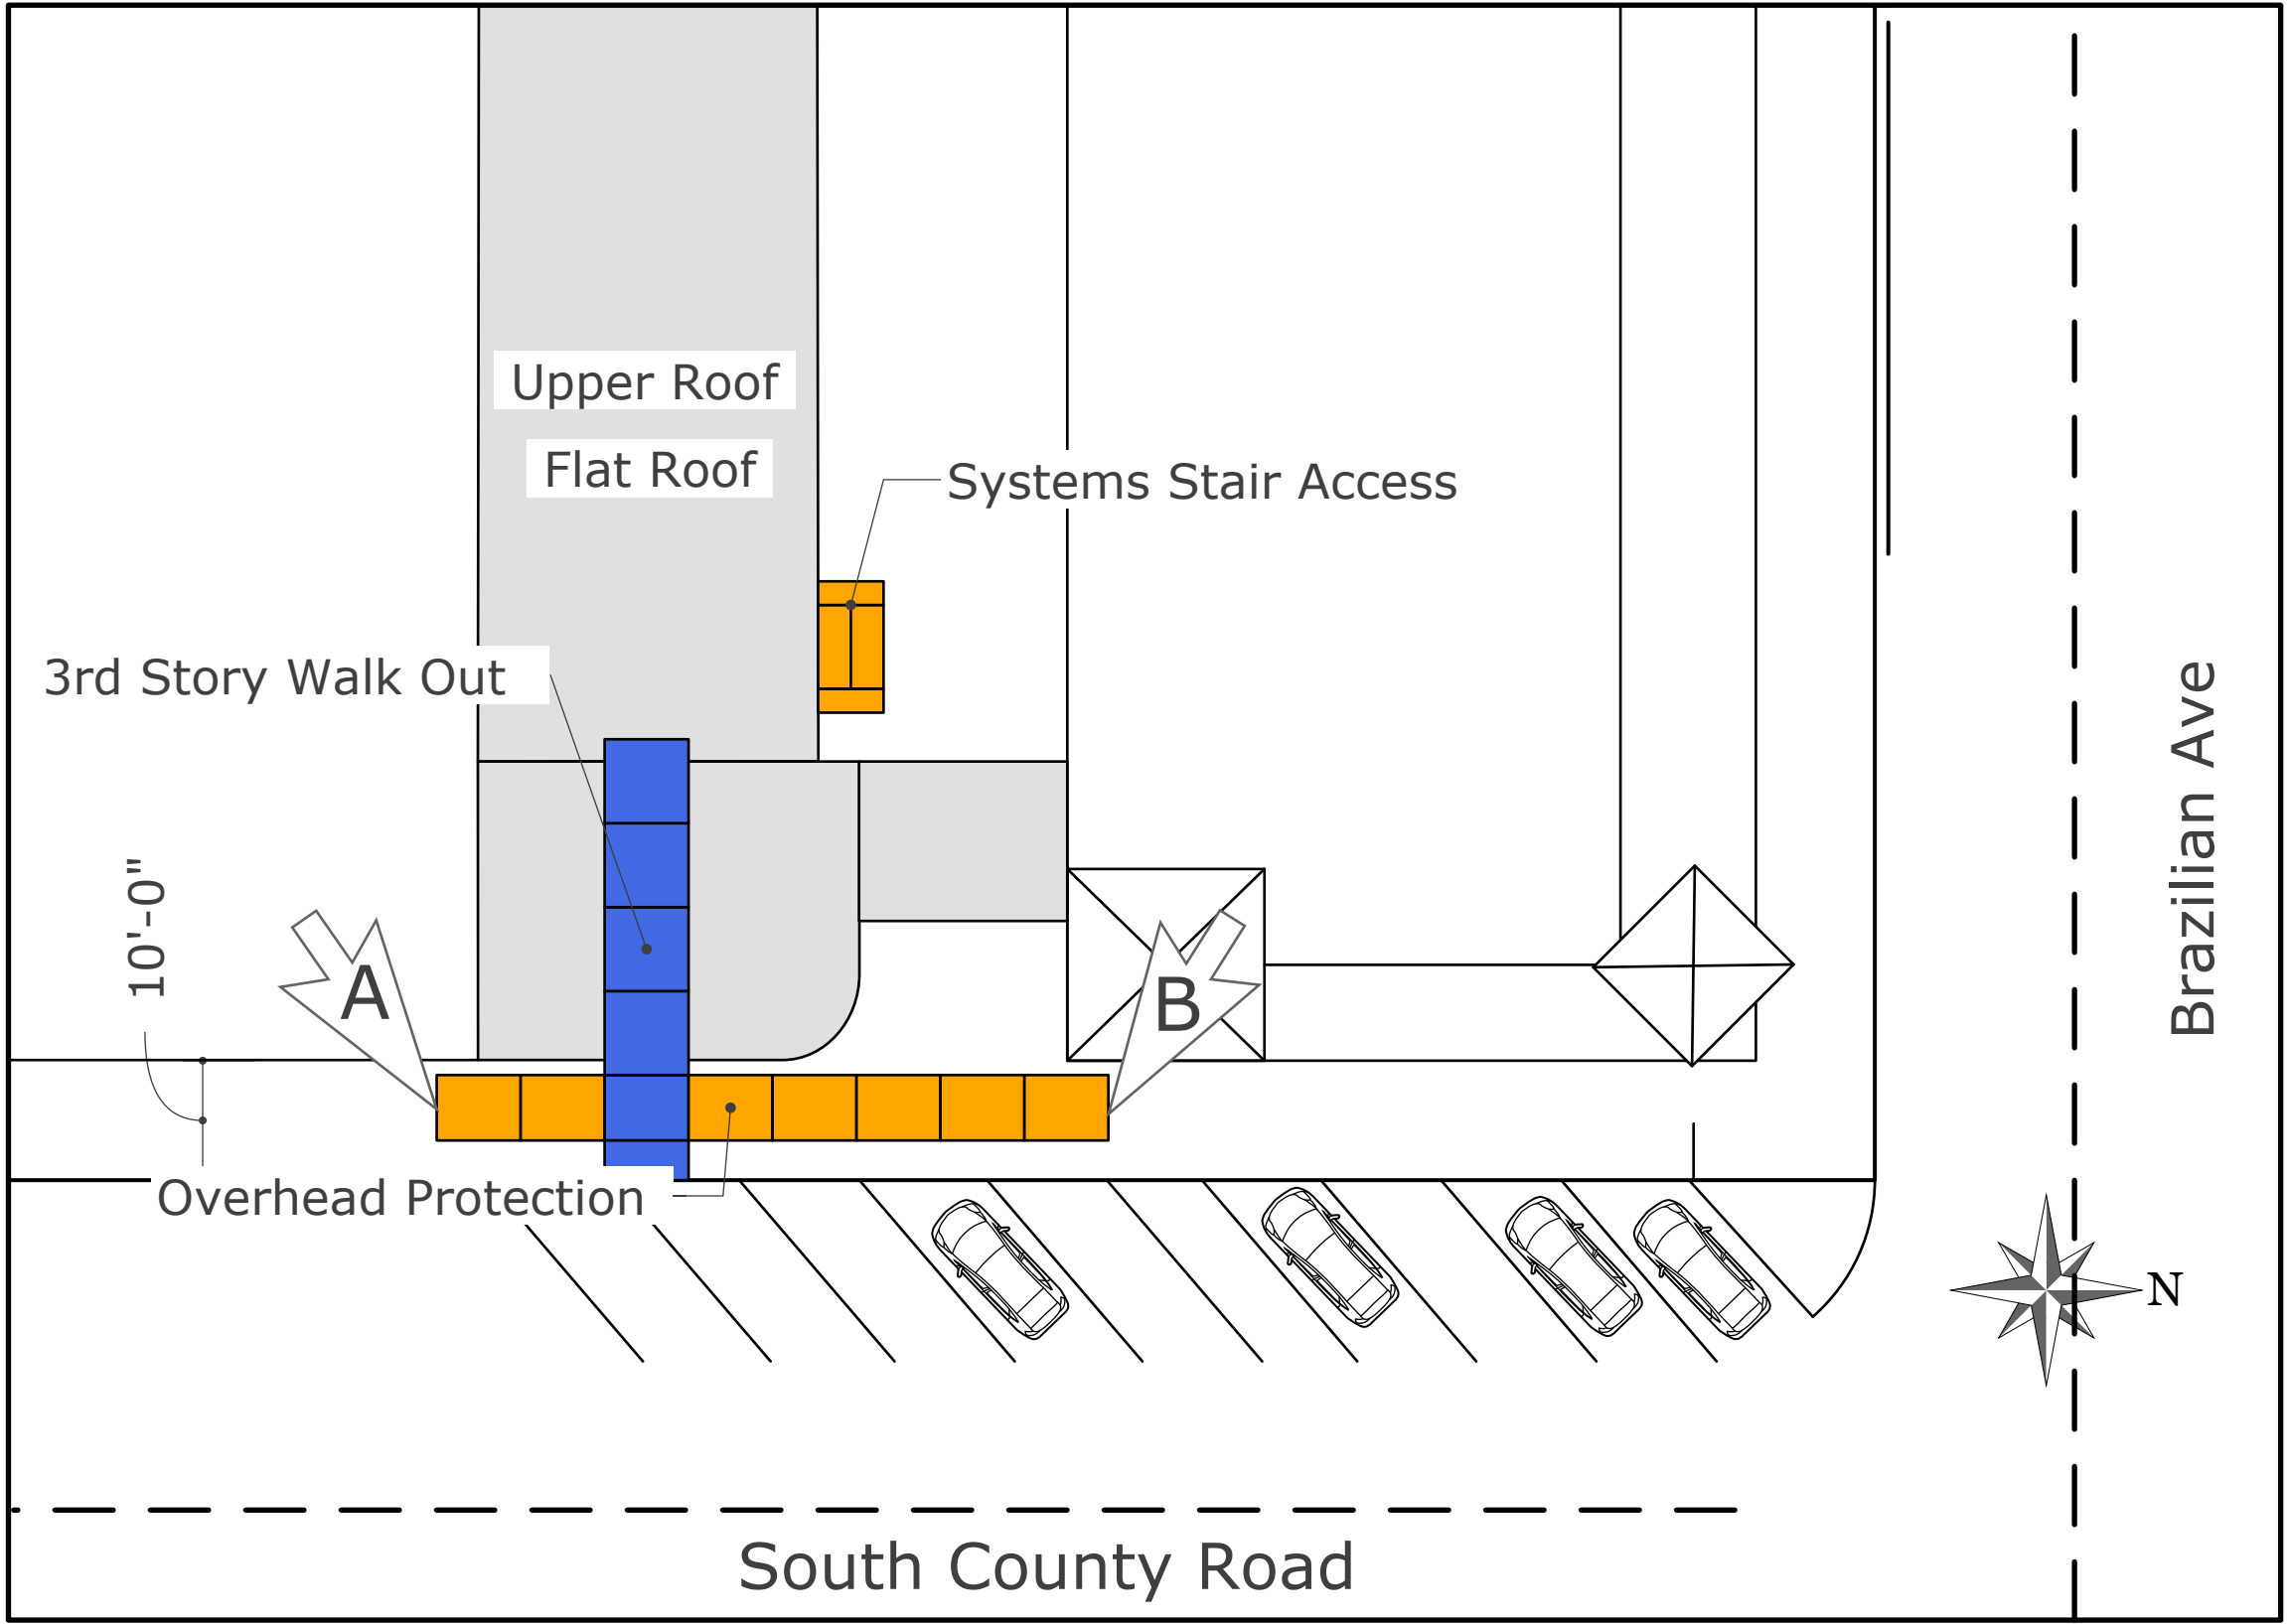 Upper Roof
Flat Roof
Systems Stair Access
3rd Story Walk Out
10'-0"
A
B
Overhead Protection
Brazilian Ave
N
South County Road